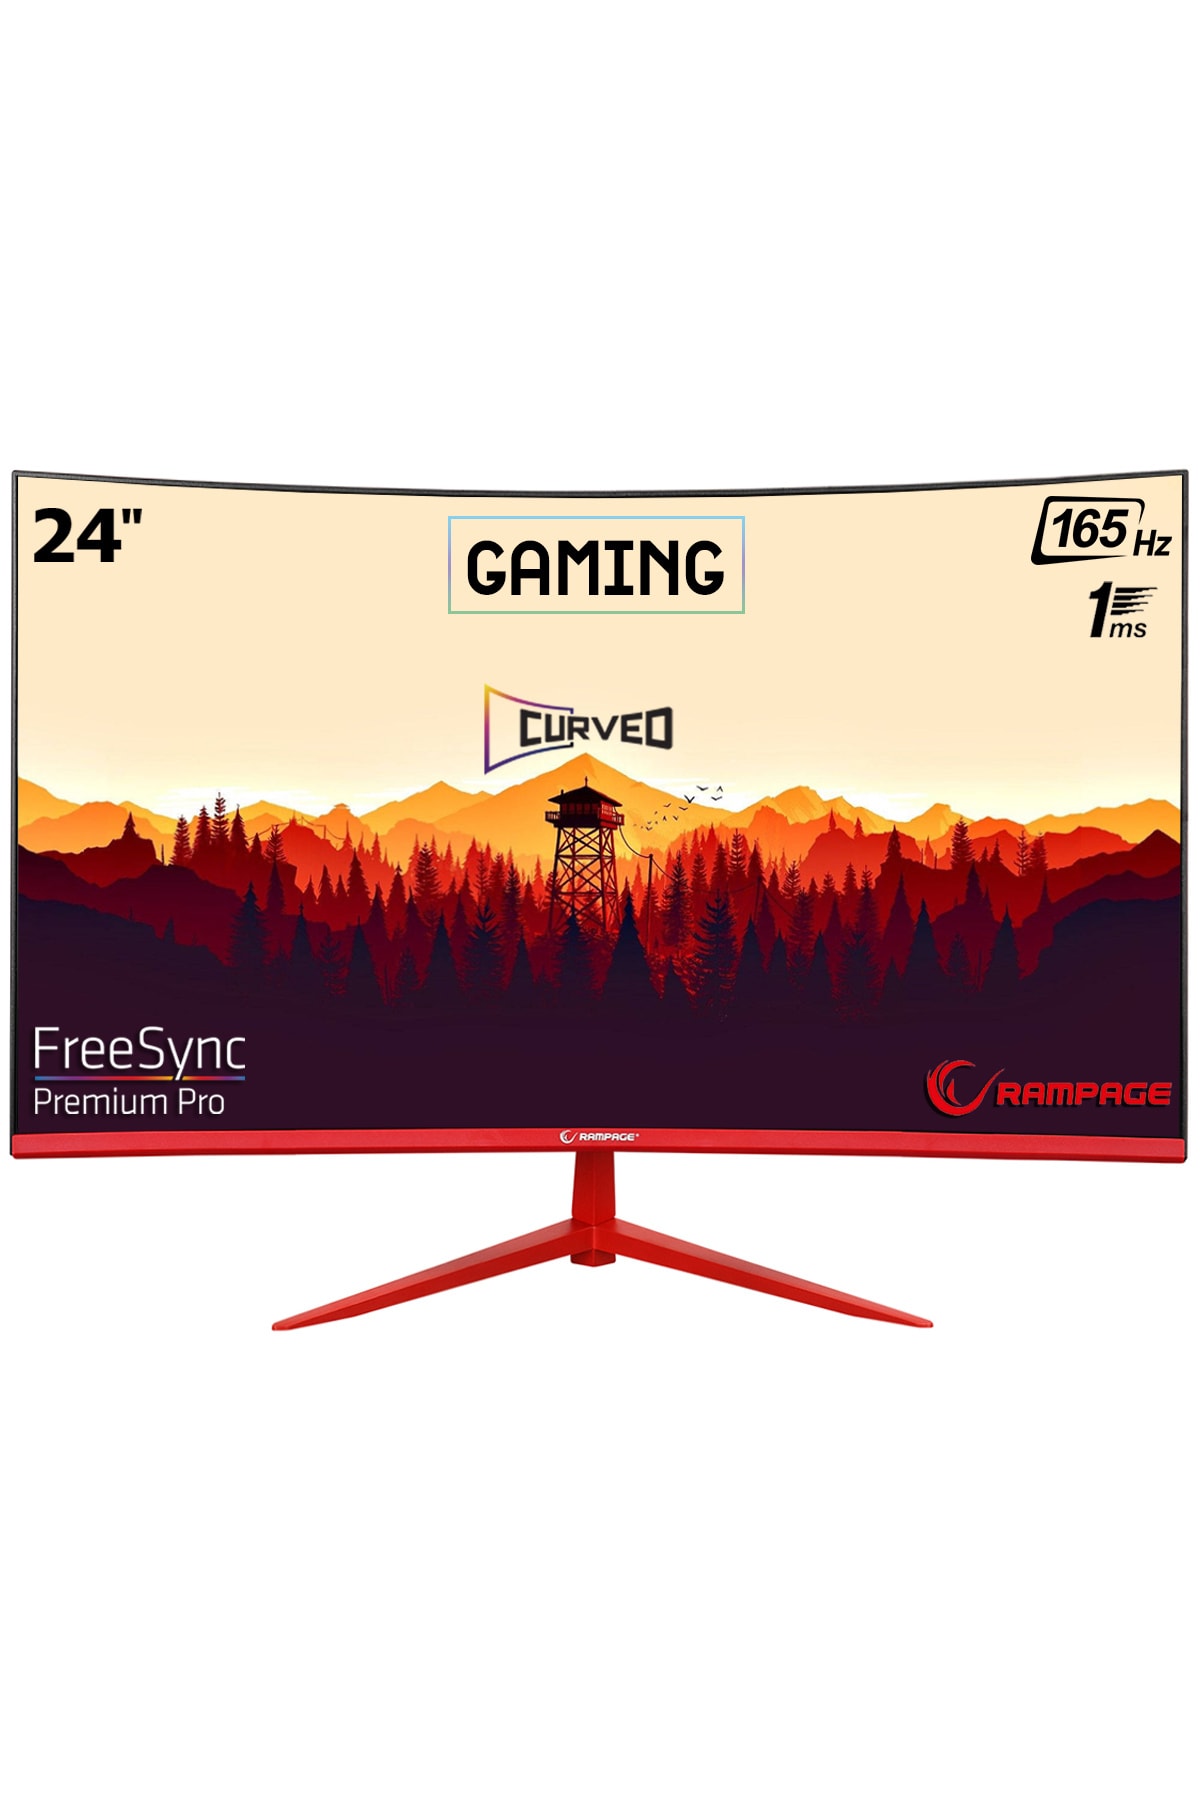 24"
GAMING
165 Hz
1 ms
CURVED
FreeSync
Premium Pro
RAMPAGE
RAMPAGE®